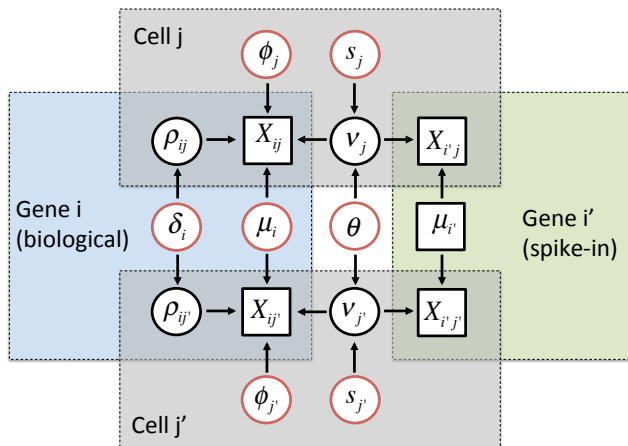 Cell j
ϕ_j
s_j
ρ_ij
X_ij
ν_j
X_i'j
Gene i
(biological)
δ_i
μ_i
θ
μ_i'
Gene i’
(spike-in)
ρ_ij'
X_ij'
ν_j'
X_i'j'
ϕ_j'
s_j'
Cell j’